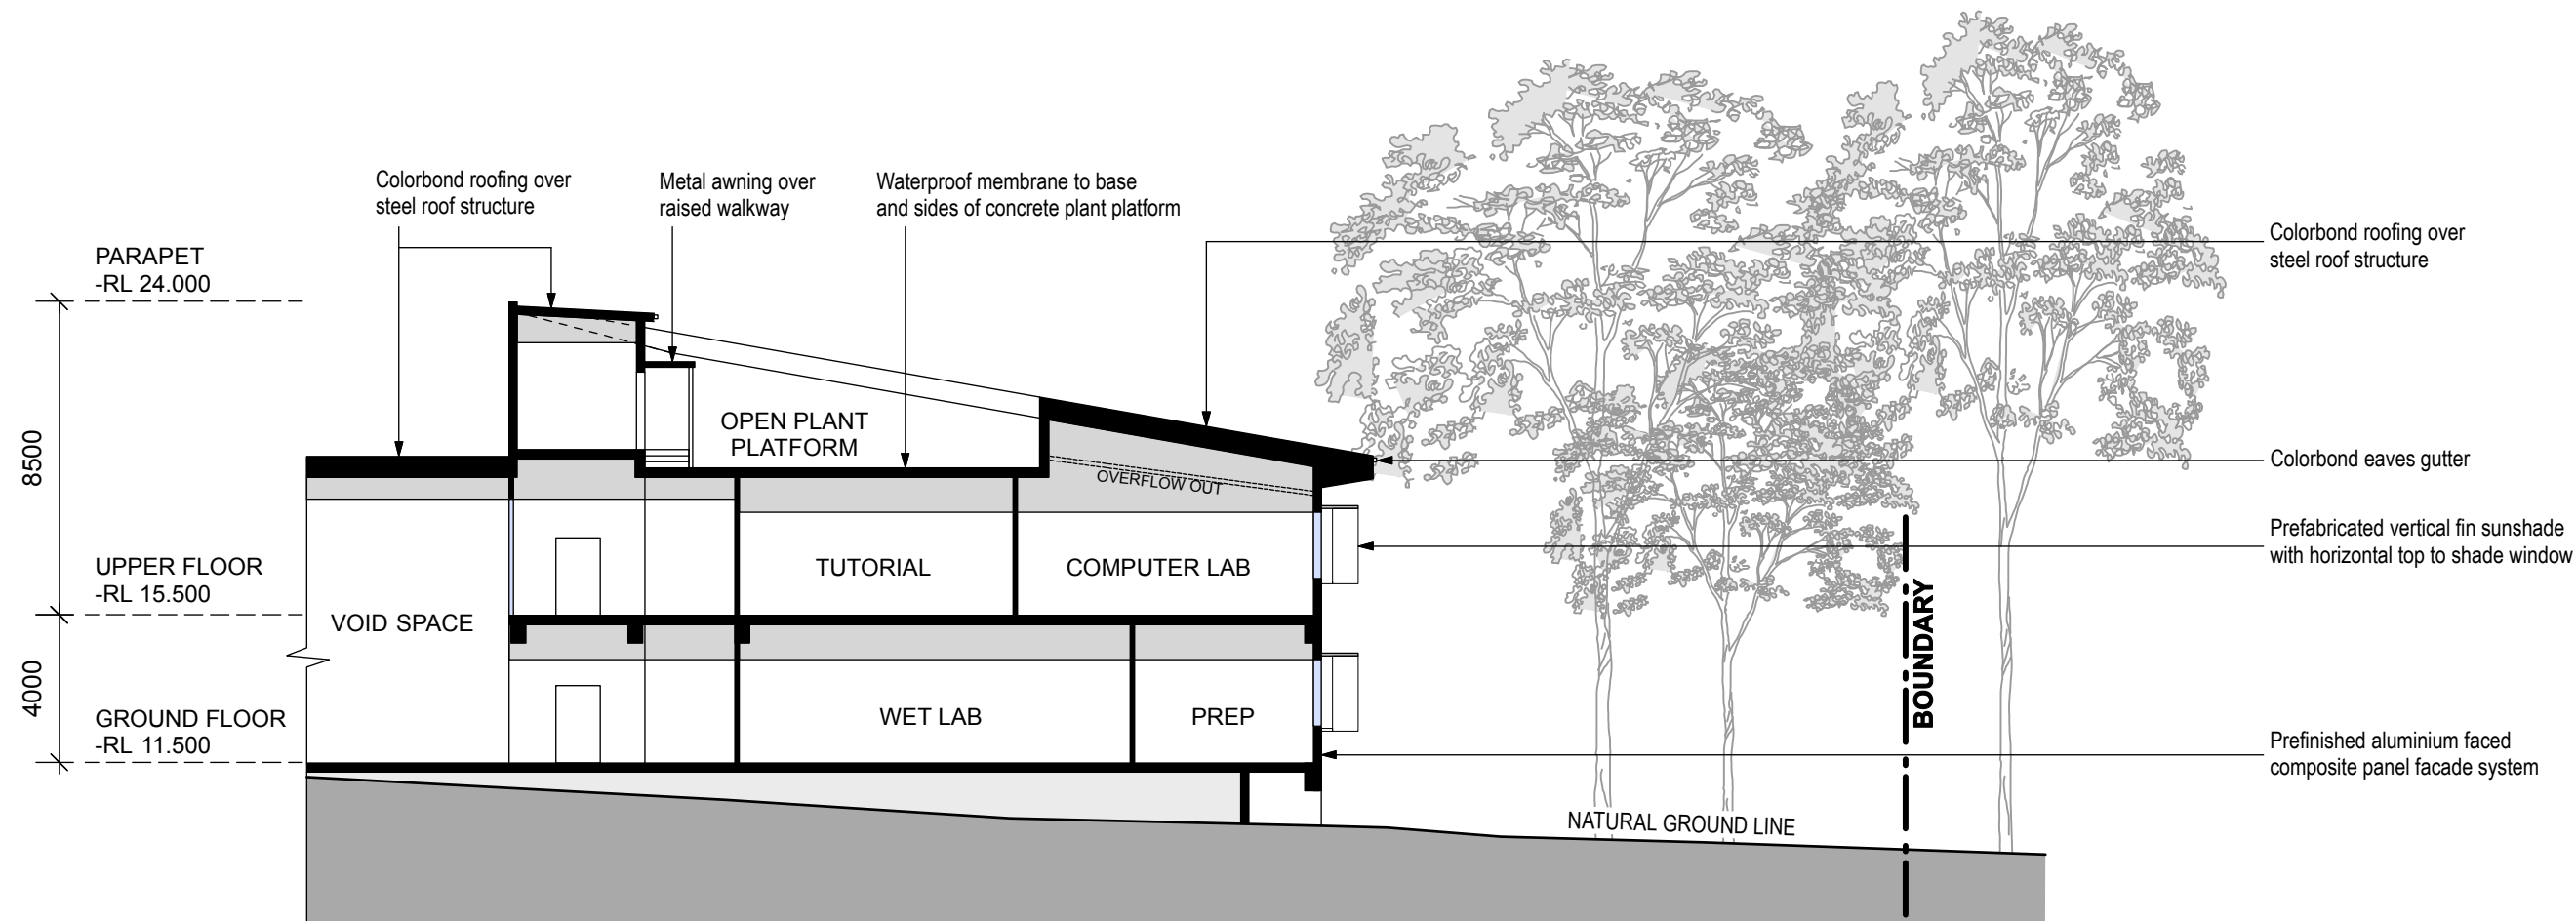 Colorbond roofing over
steel roof structure
Metal awning over
raised walkway
Waterproof membrane to base
and sides of concrete plant platform
Colorbond roofing over
steel roof structure
PARAPET
-RL 24.000
OPEN PLANT
PLATFORM
8500
Colorbond eaves gutter
OVERFLOW OUT
Prefabricated vertical fin sunshade
with horizontal top to shade window
UPPER FLOOR
-RL 15.500
TUTORIAL
COMPUTER LAB
VOID SPACE
BOUNDARY
4000
GROUND FLOOR
-RL 11.500
WET LAB
PREP
Prefinished aluminium faced
composite panel facade system
NATURAL GROUND LINE